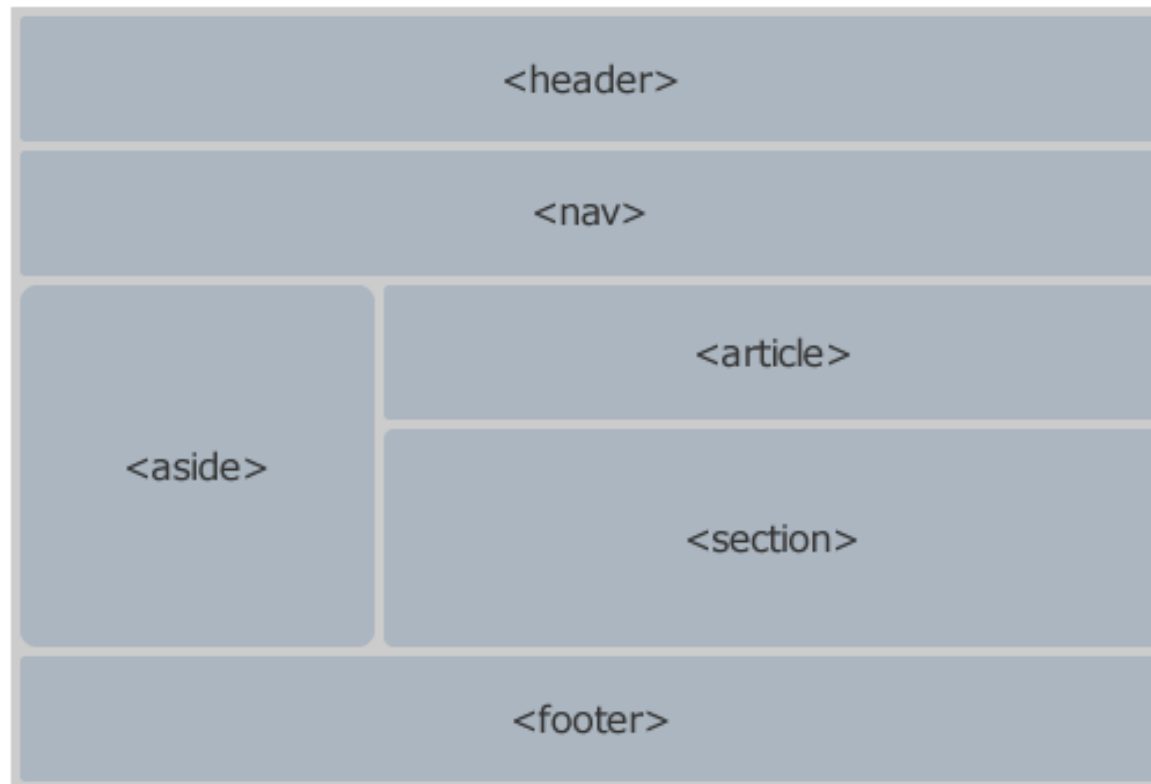 <header>
<nav>
<aside>
<article>
<section>
<footer>